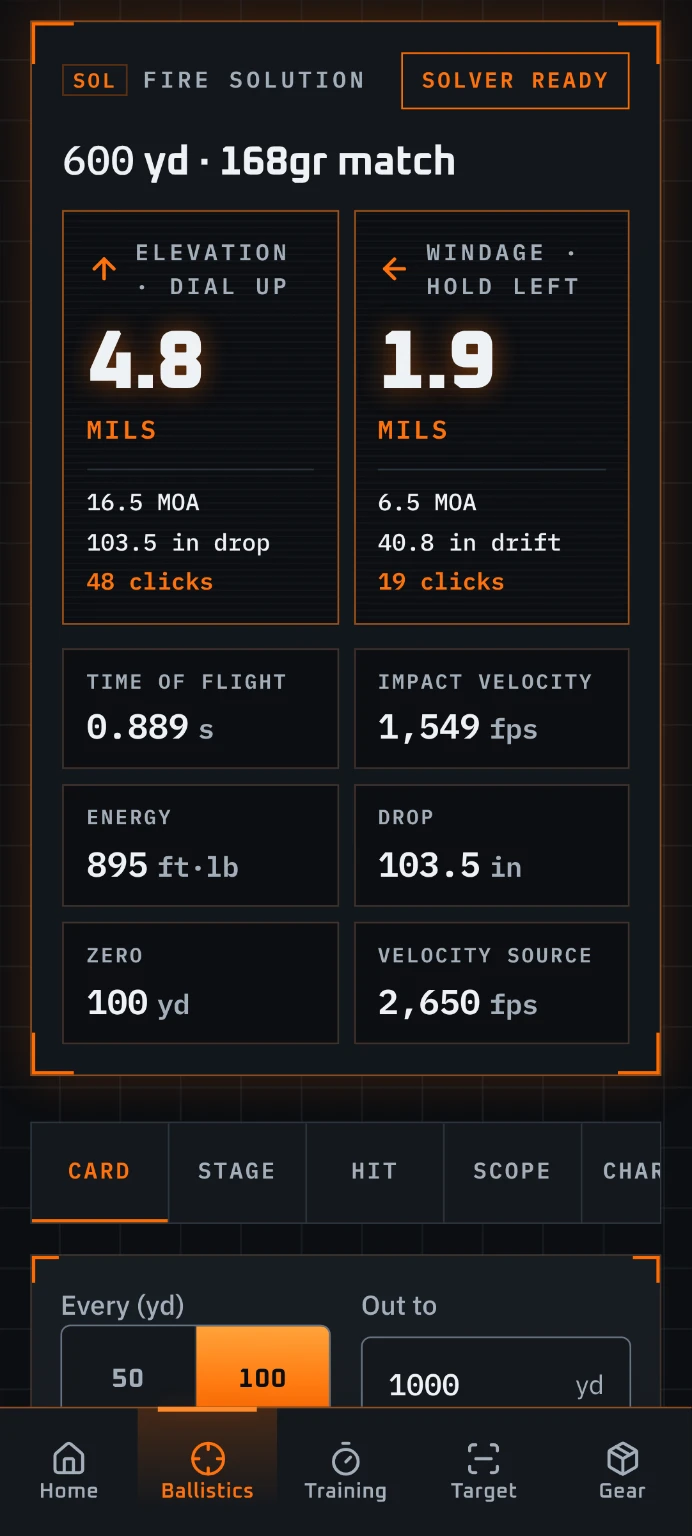 SOL FIRE SOLUTION SOLVER READY
600 yd · 168gr match
ELEVATION
· DIAL UP
4.8
MILS
16.5 MOA
103.5 in drop
48 clicks
WINDAGE ·
HOLD LEFT
1.9
MILS
6.5 MOA
40.8 in drift
19 clicks
TIME OF FLIGHT
0.889 s
IMPACT VELOCITY
1,549 fps
ENERGY
895 ft·lb
DROP
103.5 in
ZERO
100 yd
VELOCITY SOURCE
2,650 fps
CARD STAGE HIT SCOPE CHAR
Every (yd)
50 100
Out to
1000 yd
Home Ballistics Training Target Gear